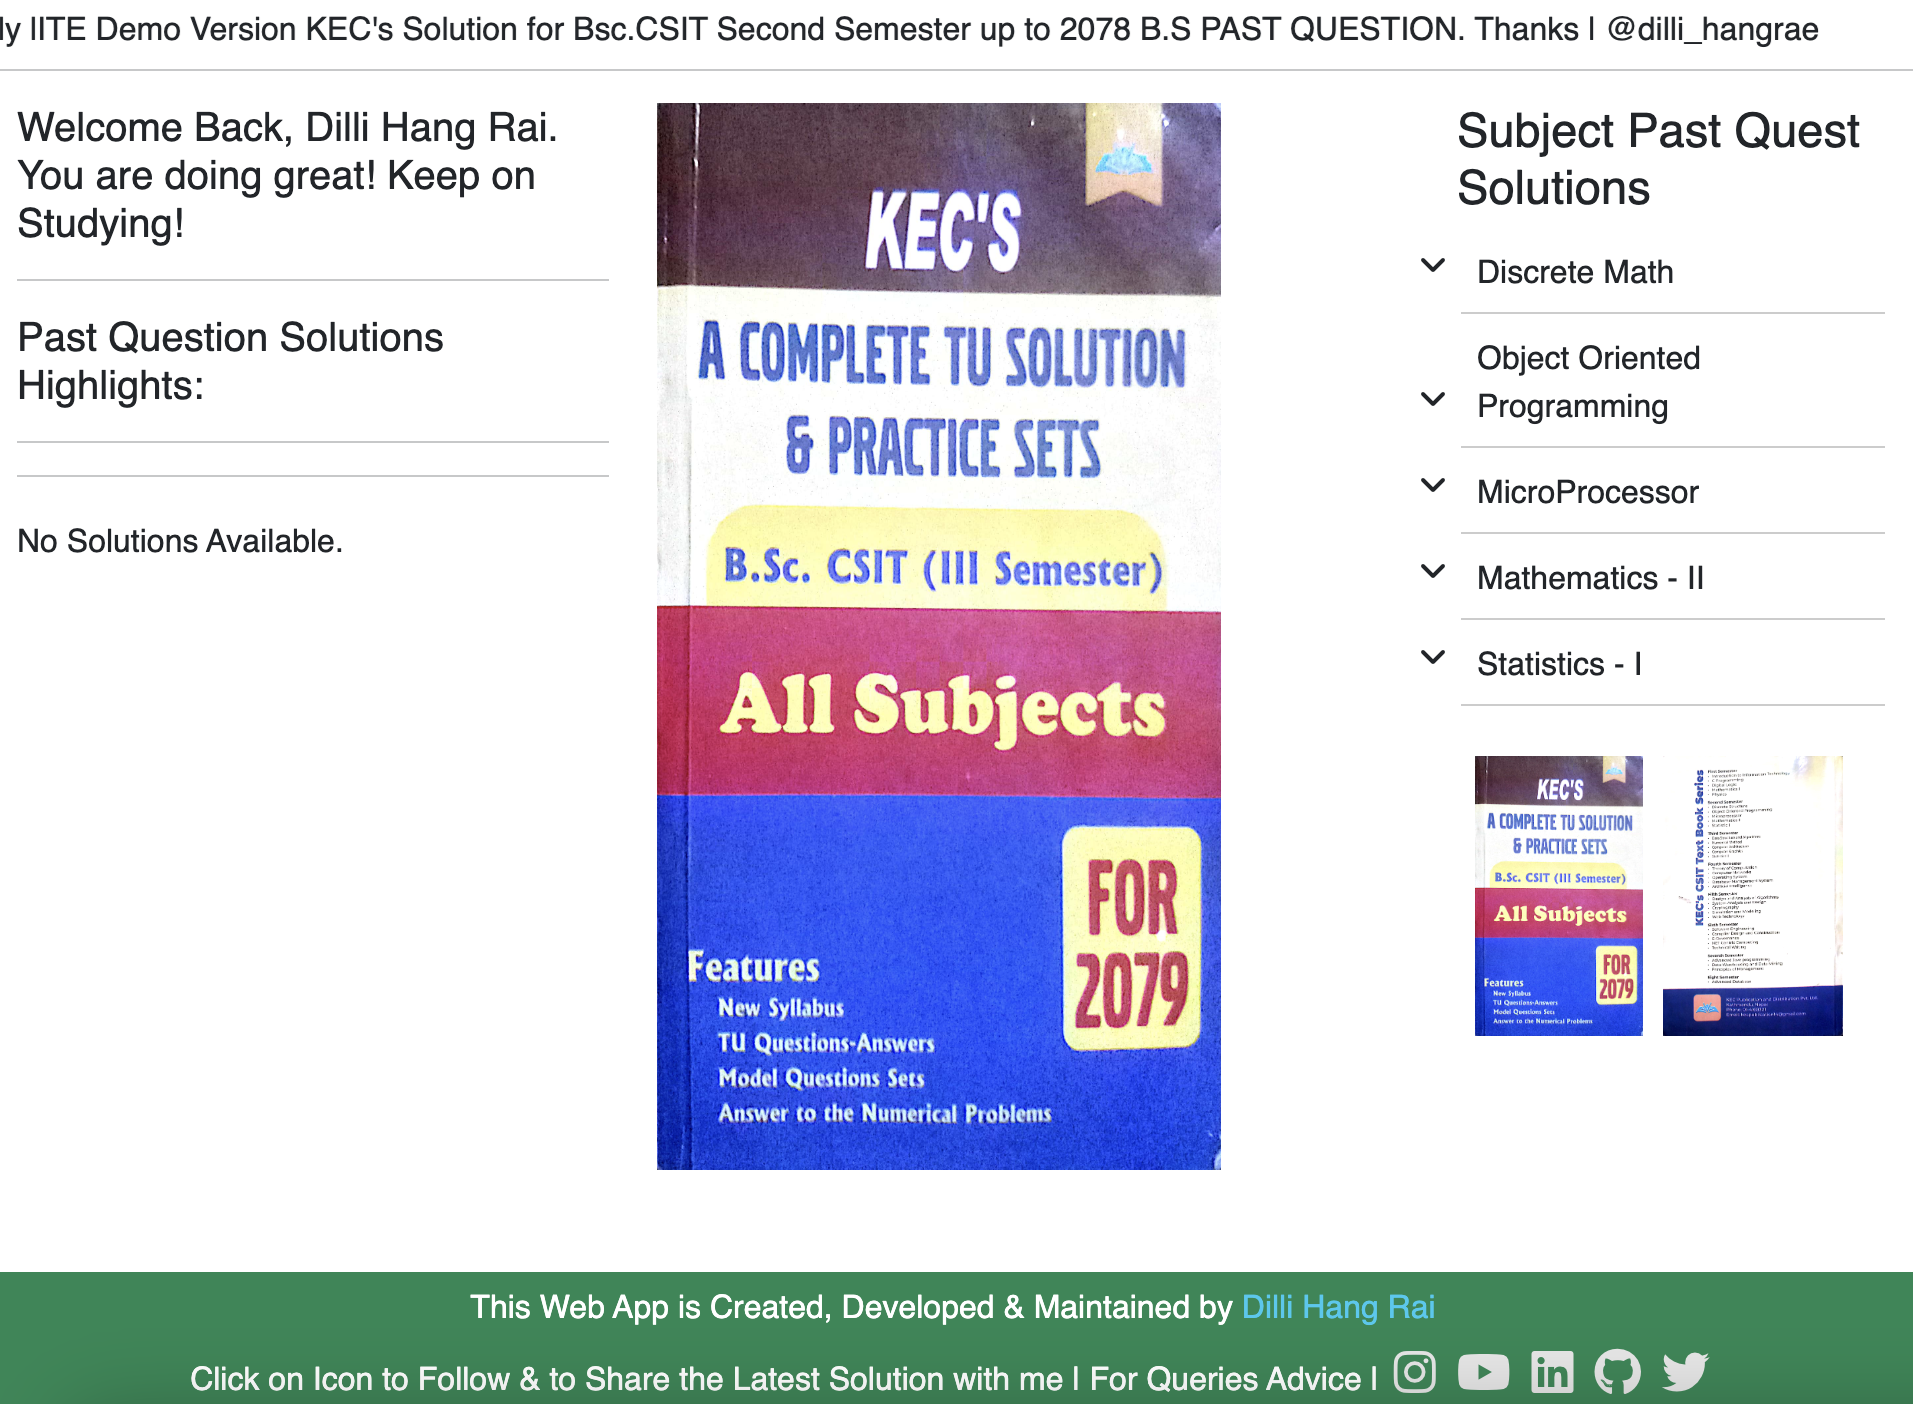 ly IITE Demo Version KEC's Solution for Bsc.CSIT Second Semester up to 2078 B.S PAST QUESTION. Thanks | @dilli_hangrae
Welcome Back, Dilli Hang Rai.
You are doing great! Keep on
Studying!
Past Question Solutions
Highlights:
No Solutions Available.
KEC'S
A COMPLETE TU SOLUTION
& PRACTICE SETS
B.Sc. CSIT (III Semester)
All Subjects
FOR
2079
Features
New Syllabus
TU Questions-Answers
Model Questions Sets
Answer to the Numerical Problems
Subject Past Quest
Solutions
Discrete Math
Object Oriented
Programming
MicroProcessor
Mathematics - II
Statistics - I
KEC'S
A COMPLETE TU SOLUTION
& PRACTICE SETS
B.Sc. CSIT (III Semester)
All Subjects
FOR
2079
Features
New Syllabus
TU Questions-Answers
Model Questions Sets
Answer to the Numerical Problems
KEC's CSIT Text Book Series
This Web App is Created, Developed & Maintained by Dilli Hang Rai
Click on Icon to Follow & to Share the Latest Solution with me | For Queries Advice |